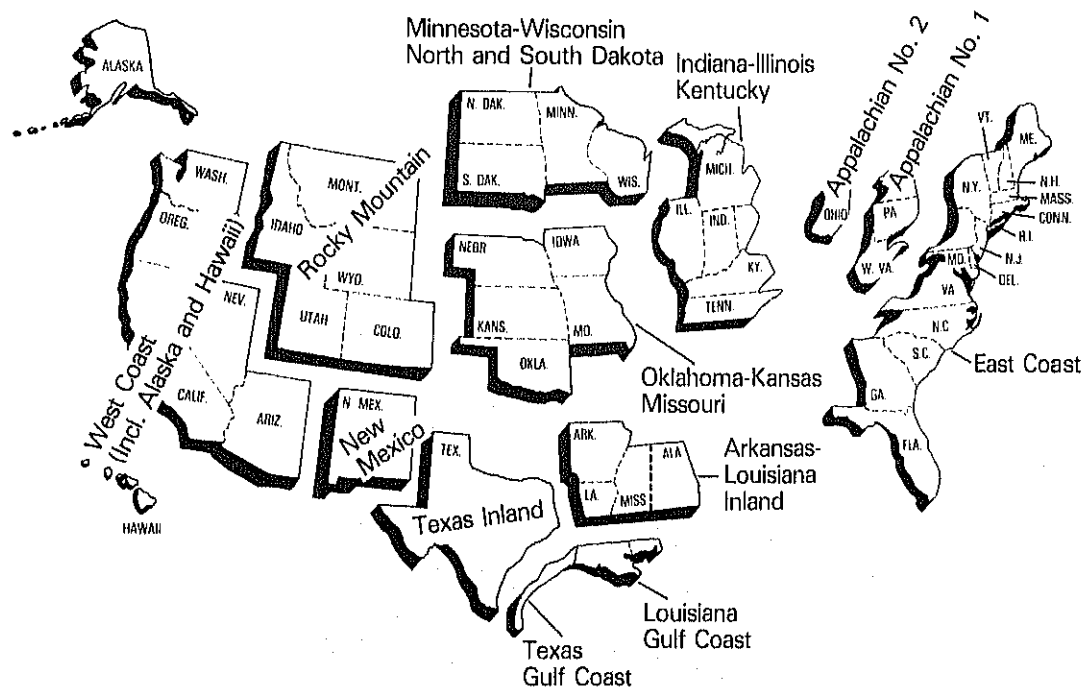 Minnesota-Wisconsin
North and South Dakota
Indiana-Illinois
Kentucky
Appalachian No. 2
Appalachian No. 1
ALASKA
WASH.
OREG.
NEV.
CALIF.
ARIZ.
West Coast
(Incl. Alaska and Hawaii)
HAWAII
MONT.
IDAHO
WYO.
UTAH
COLO.
Rocky Mountain
N. DAK.
MINN.
S. DAK.
WIS.
NEBR
IOWA
KANS.
MO.
OKLA.
Oklahoma-Kansas
Missouri
MICH.
ILL.
IND.
KY.
TENN.
OHIO
PA
W. VA.
VT.
ME.
N.Y.
N.H.
MASS.
CONN.
R.I.
N.J.
DEL.
MD.
VA
N.C
S.C.
GA.
FLA.
East Coast
N MEX.
New
Mexico
TEX.
Texas Inland
ARK.
LA.
MISS
ALA
Arkansas-
Louisiana
Inland
Louisiana
Gulf Coast
Texas
Gulf Coast